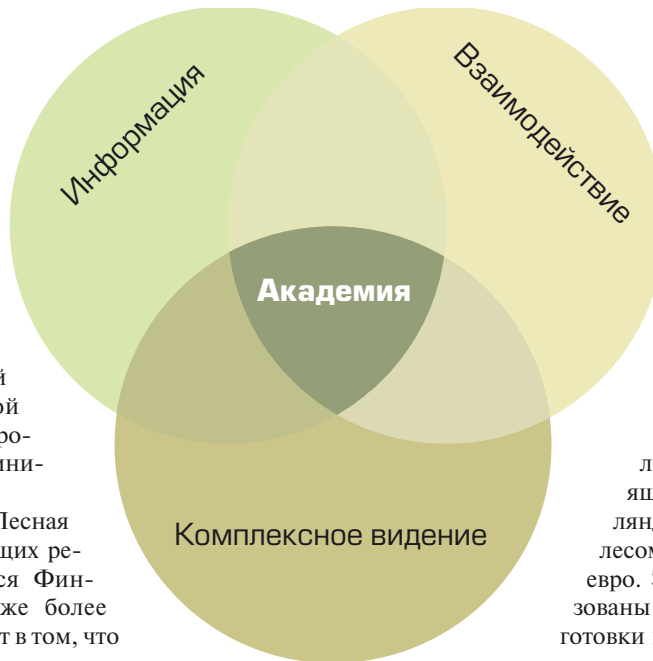 Информация
Взаимодействие
Академия
Комплексное видение
й
ой
ро-
ини-
Лесная
щих ре-
ся Фин-
же более
т в том, что
л
ящ
лянд
лесом
евро.
зованы
готовки